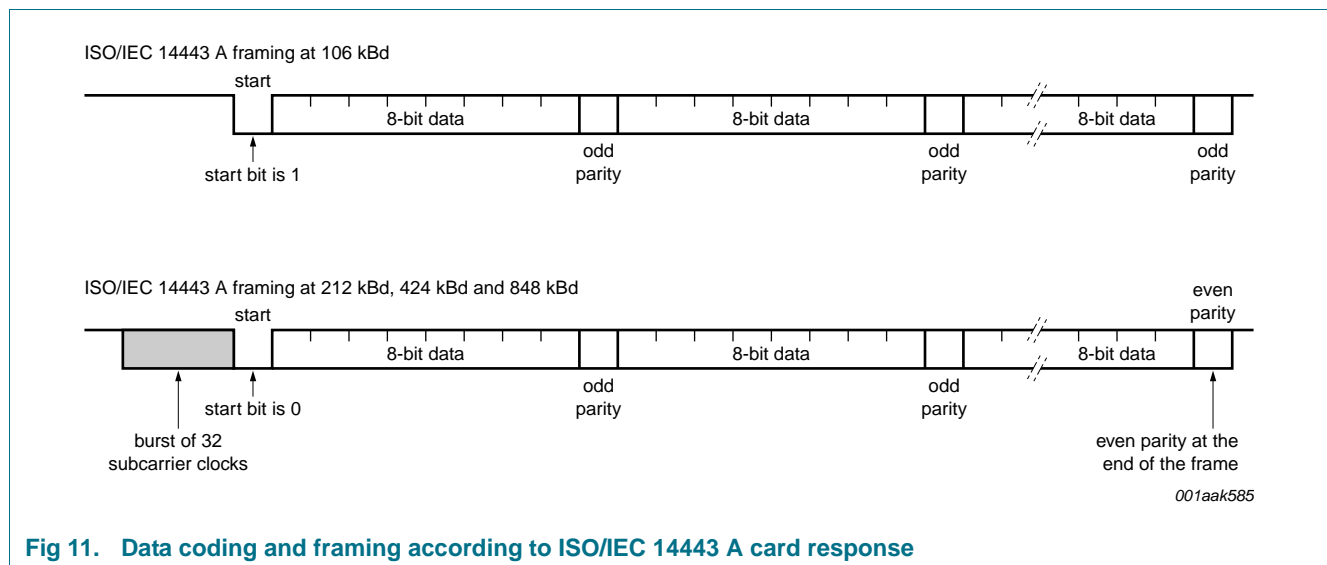 ISO/IEC 14443 A framing at 106 kBd
start
8-bit data
8-bit data
8-bit data
start bit is 1
odd
parity
odd
parity
odd
parity
ISO/IEC 14443 A framing at 212 kBd, 424 kBd and 848 kBd
even
parity
start
8-bit data
8-bit data
8-bit data
start bit is 0
odd
parity
odd
parity
burst of 32
subcarrier clocks
even parity at the
end of the frame
001aak585
Fig 11. Data coding and framing according to ISO/IEC 14443 A card response